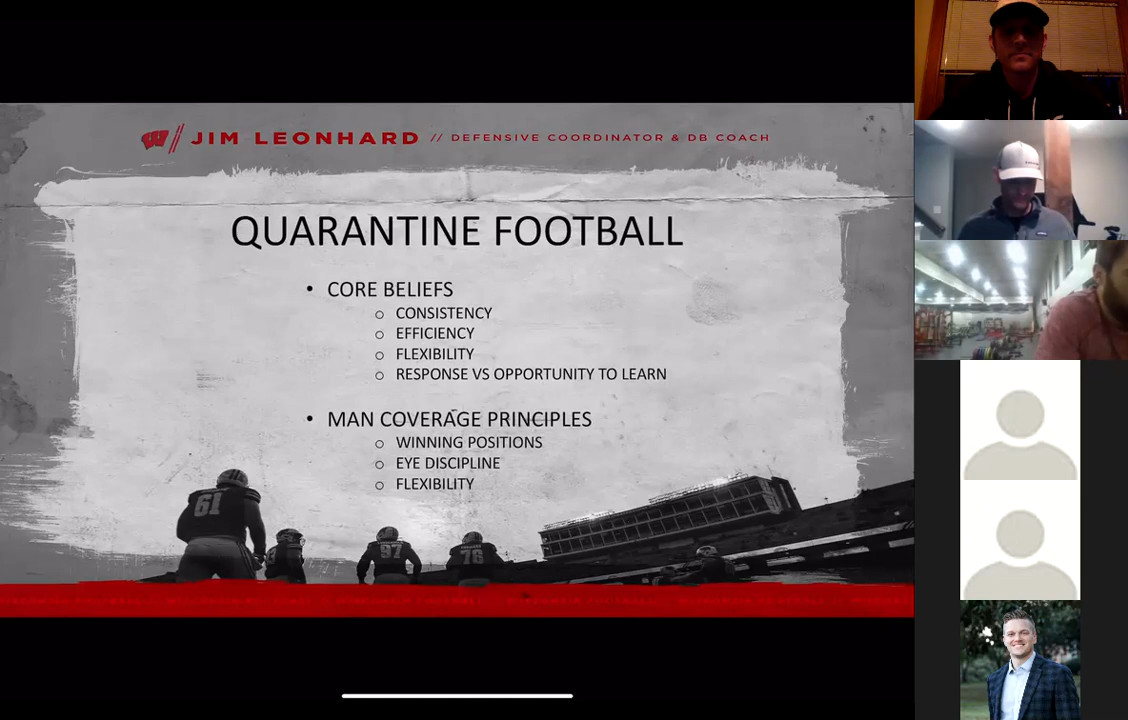 W // JIM LEONHARD // DEFENSIVE COORDINATOR & DB COACH
QUARANTINE FOOTBALL
• CORE BELIEFS
o CONSISTENCY
o EFFICIENCY
o FLEXIBILITY
o RESPONSE VS OPPORTUNITY TO LEARN
• MAN COVERAGE PRINCIPLES
o WINNING POSITIONS
o EYE DISCIPLINE
o FLEXIBILITY
61
97